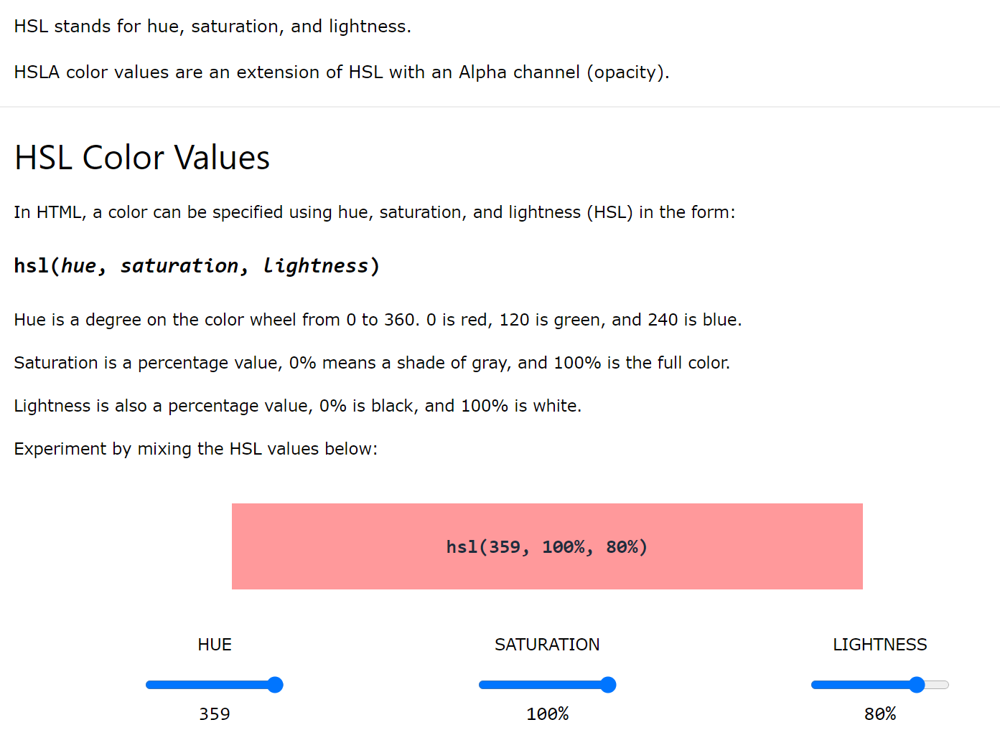 HSL stands for hue, saturation, and lightness.
HSLA color values are an extension of HSL with an Alpha channel (opacity).
HSL Color Values
In HTML, a color can be specified using hue, saturation, and lightness (HSL) in the form:
hsl(hue, saturation, lightness)
Hue is a degree on the color wheel from 0 to 360. 0 is red, 120 is green, and 240 is blue.
Saturation is a percentage value, 0% means a shade of gray, and 100% is the full color.
Lightness is also a percentage value, 0% is black, and 100% is white.
Experiment by mixing the HSL values below:
hsl(359, 100%, 80%)
HUE
SATURATION
LIGHTNESS
359
100%
80%